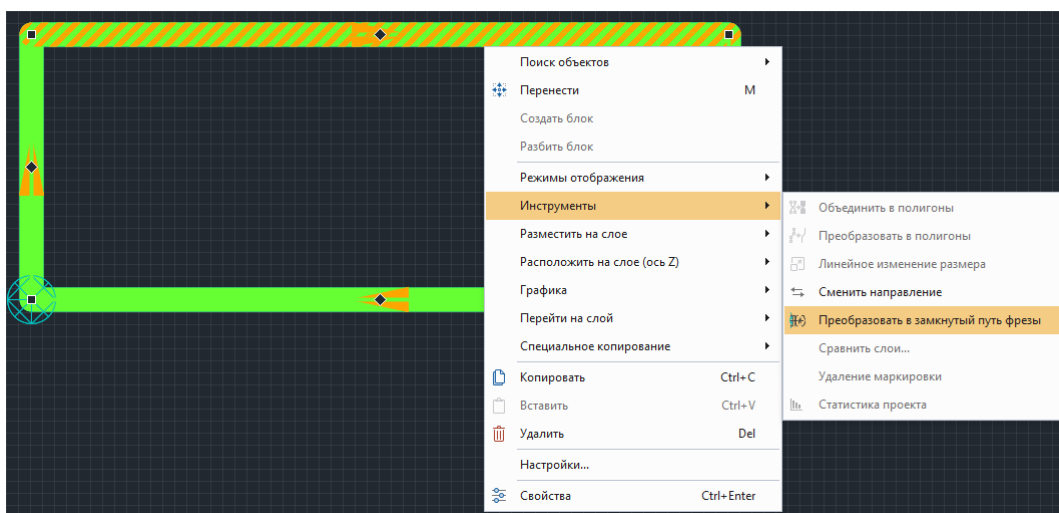 Поиск объектов
Перенести M
Создать блок
Разбить блок
Режимы отображения
Инструменты
Разместить на слое
Расположить на слое (ось Z)
Графика
Перейти на слой
Специальное копирование
Копировать Ctrl+C
Вставить Ctrl+V
Удалить Del
Настройки...
Свойства Ctrl+Enter
Объединить в полигоны
Преобразовать в полигоны
Линейное изменение размера
Сменить направление
Преобразовать в замкнутый путь фрезы
Сравнить слои...
Удаление маркировки
Статистика проекта